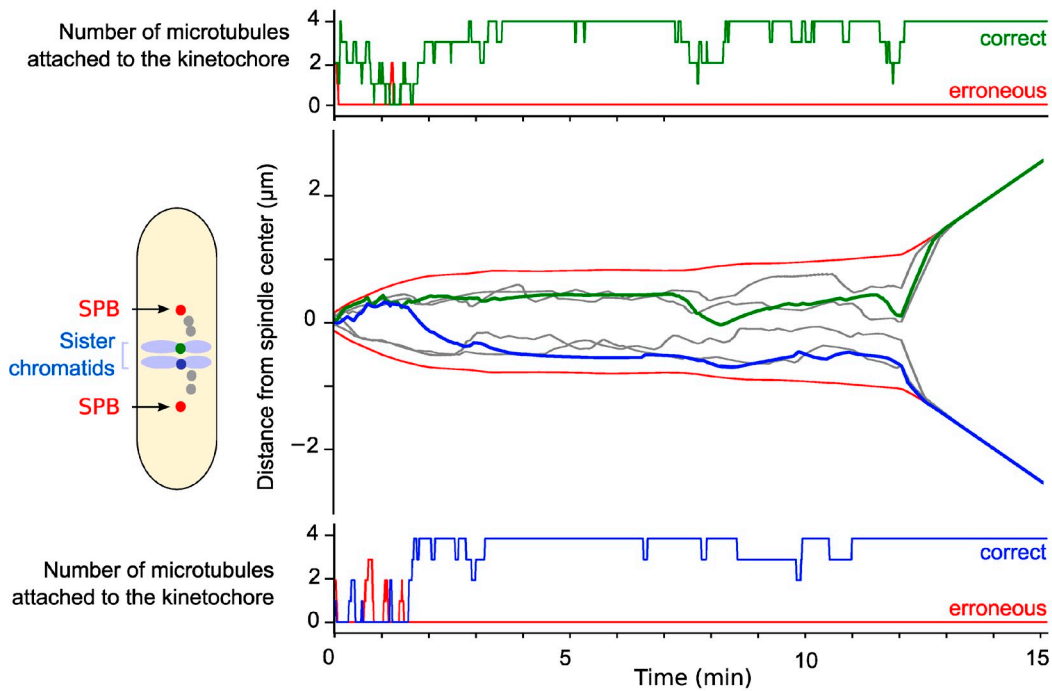 Number of microtubules
attached to the kinetochore
4
2
0
correct
erroneous
Distance from spindle center (µm)
2
0
−2
SPB
Sister
chromatids
SPB
Number of microtubules
attached to the kinetochore
4
2
0
correct
erroneous
0 5 10 15
Time (min)